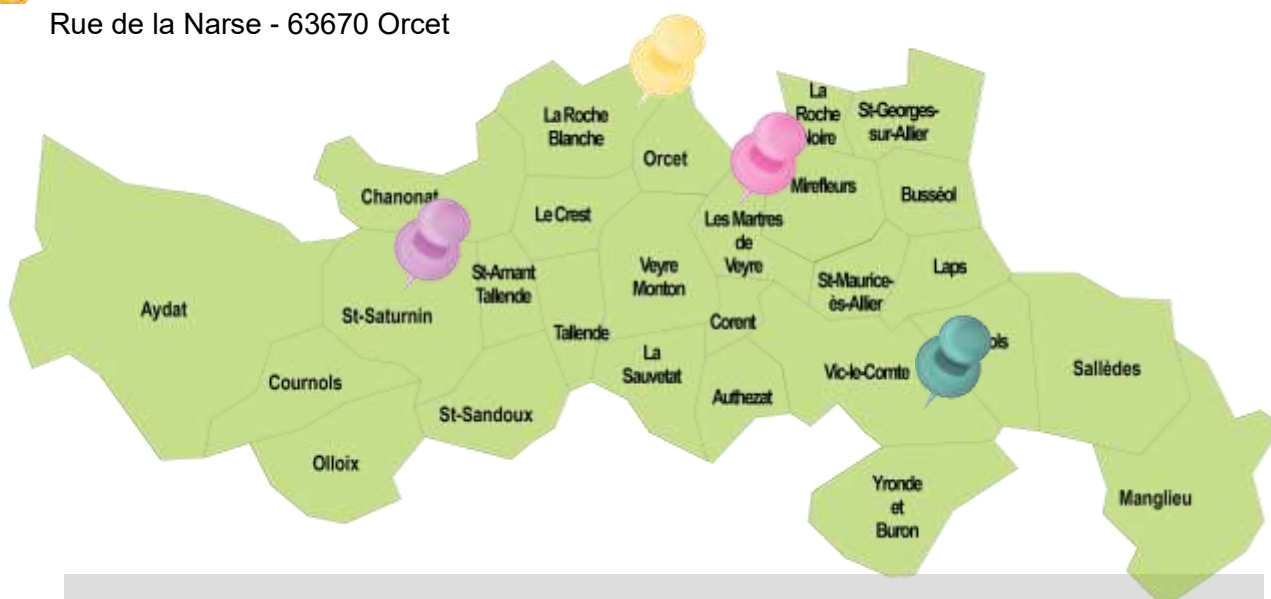 Rue de la Narse - 63670 Orcet
La Roche
Blanche
Orcet
La
Roche
St-Georges-
sur-Allier
Chanonat
Le Crest
Mirefleurs
Busséol
Les Martres
de
Veyre
Aydat
St-Saturnin
St-Amant
Tallende
Veyre
Monton
St-Maurice-
ès-Allier
Laps
Tallende
Corent
Cournols
La
Sauvetat
Vic-le-Comte
Sallèdes
St-Sandoux
Authezat
Olloix
Yronde
et
Buron
Manglieu